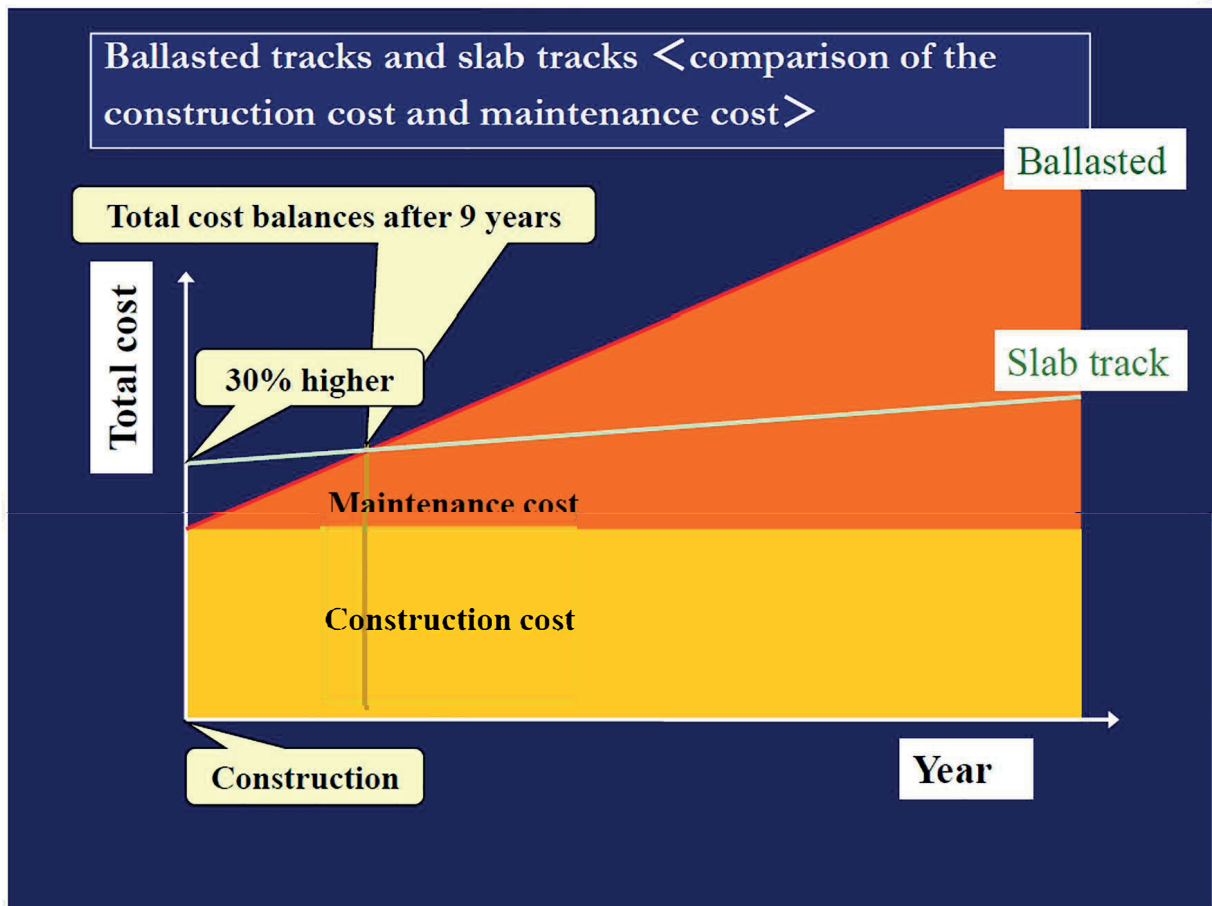 Ballasted tracks and slab tracks <comparison of the
construction cost and maintenance cost>
Ballasted
Total cost balances after 9 years
Total cost
30% higher
Slab track
Maintenance cost
Construction cost
Construction
Year